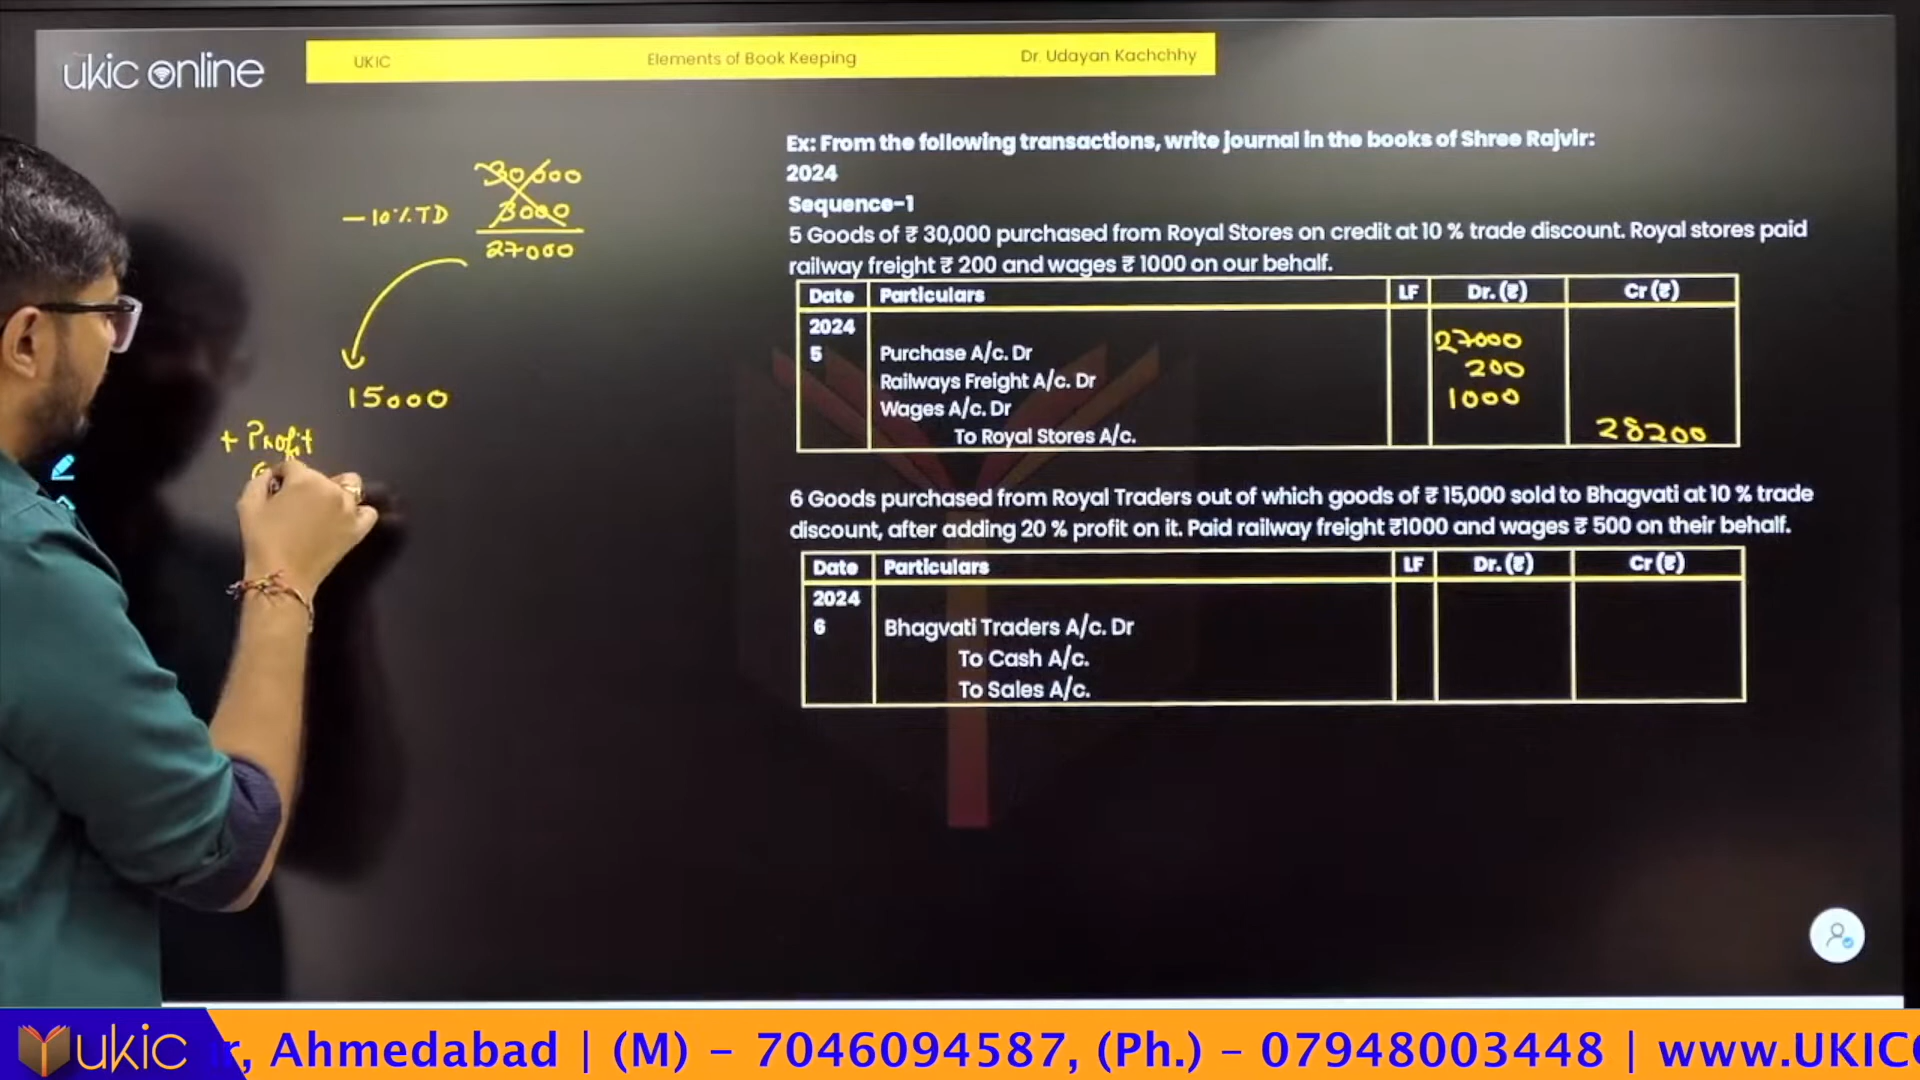 ukic online
UKIC Elements of Book Keeping Dr. Udayan Kachchhy
30000
- 10% TD 3000
27000
15000
+ Profit
Ex: From the following transactions, write journal in the books of Shree Rajvir:
2024
Sequence-1
5 Goods of ₹ 30,000 purchased from Royal Stores on credit at 10 % trade discount. Royal stores paid
railway freight ₹ 200 and wages ₹ 1000 on our behalf.
Date Particulars LF Dr. (₹) Cr (₹)
2024
5 Purchase A/c. Dr 27000
Railways Freight A/c. Dr 200
Wages A/c. Dr 1000
To Royal Stores A/c. 28200
6 Goods purchased from Royal Traders out of which goods of ₹ 15,000 sold to Bhagvati at 10 % trade
discount, after adding 20 % profit on it. Paid railway freight ₹1000 and wages ₹ 500 on their behalf.
Date Particulars LF Dr. (₹) Cr (₹)
2024
6 Bhagvati Traders A/c. Dr
To Cash A/c.
To Sales A/c.
ukic r, Ahmedabad | (M) - 7046094587, (Ph.) - 07948003448 | www.UKIC